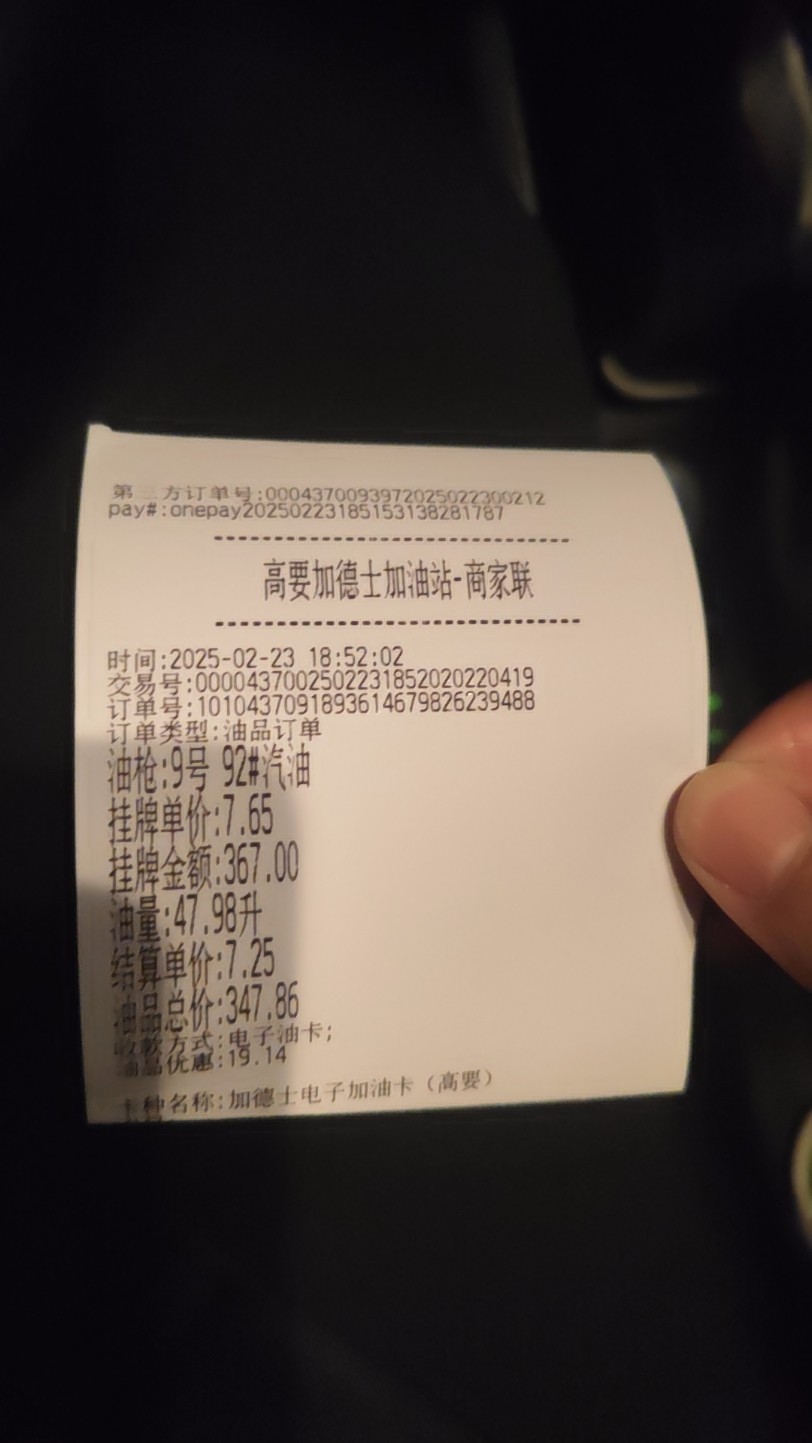 第三方订单号:00043700939720250223002​12
pay#:onepay20250223185153138281787
高要加德士加油站-商家联
时间:2025-02-23 18:52:02
交易号:00004370025022318520202​20419
订单号:1010437091893614679826239488
订单类型:油品订单
油枪:9号 92#汽油
挂牌单价:7.65
挂牌金额:367.00
油量:47.98升
结算单价:7.25
油品总价:347.86
收款方式:电子油卡;
油品优惠:19.14
卡种名称:加德士电子加油卡（高要）